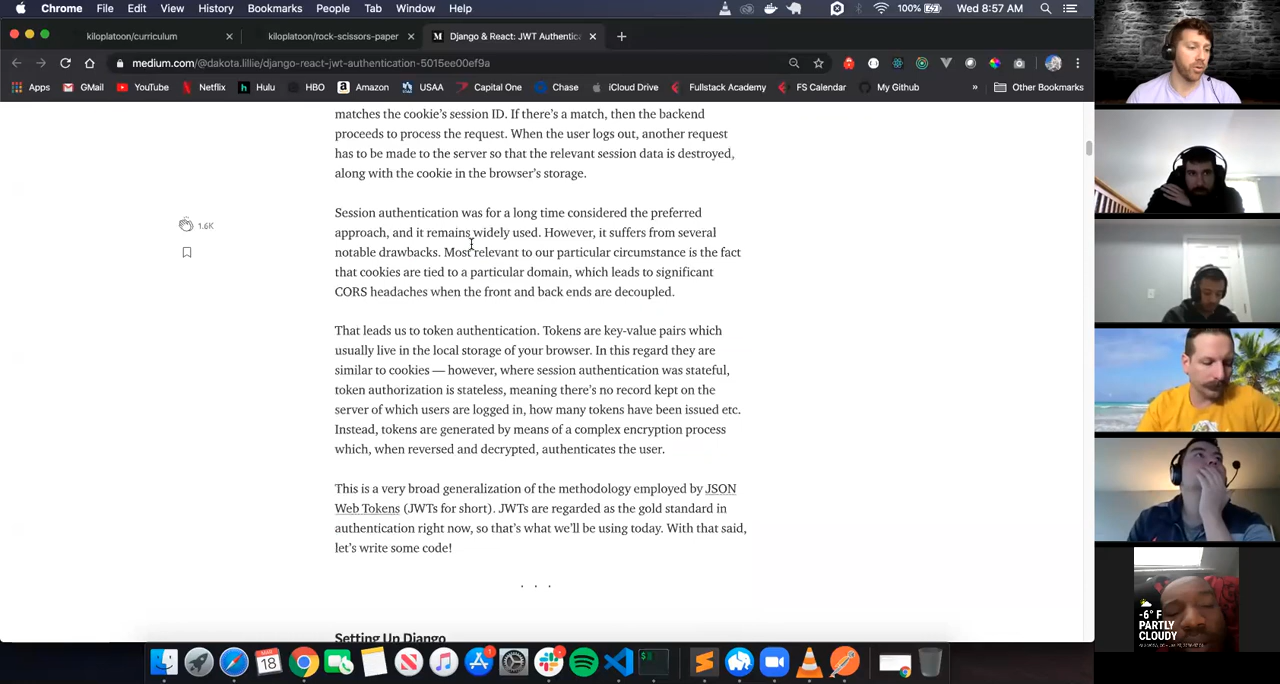 Chrome File Edit View History Bookmarks People Tab Window Help 100% Wed 8:57 AM
kiloplatoon/curriculum kiloplatoon/rock-scissors-paper Django & React: JWT Authentic
medium.com/@dakota.lillie/django-react-jwt-authentication-5015ee00ef9a
Apps GMail YouTube Netflix Hulu HBO Amazon USAA Capital One Chase iCloud Drive Fullstack Academy FS Calendar My Github » Other Bookmarks
matches the cookie's session ID. If there's a match, then the backend
proceeds to process the request. When the user logs out, another request
has to be made to the server so that the relevant session data is destroyed,
along with the cookie in the browser's storage.
Session authentication was for a long time considered the preferred
approach, and it remains widely used. However, it suffers from several
notable drawbacks. Most relevant to our particular circumstance is the fact
that cookies are tied to a particular domain, which leads to significant
CORS headaches when the front and back ends are decoupled.
1.6K
That leads us to token authentication. Tokens are key-value pairs which
usually live in the local storage of your browser. In this regard they are
similar to cookies — however, where session authentication was stateful,
token authorization is stateless, meaning there's no record kept on the
server of which users are logged in, how many tokens have been issued etc.
Instead, tokens are generated by means of a complex encryption process
which, when reversed and decrypted, authenticates the user.
This is a very broad generalization of the methodology employed by JSON
Web Tokens (JWTs for short). JWTs are regarded as the gold standard in
authentication right now, so that's what we'll be using today. With that said,
let's write some code!
. . .
Setting Up Django
18
-6° F
PARTLY
CLOUDY